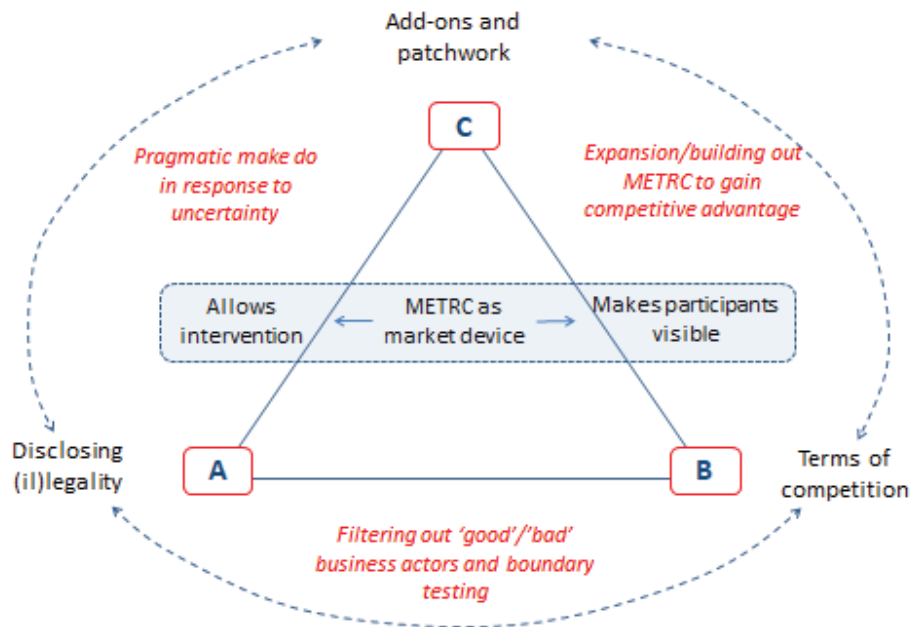 Add-ons and
patchwork
C
Pragmatic make do
in response to
uncertainty
Expansion/building out
METRC to gain
competitive advantage
Allows
intervention
METRC as
market device
Makes participants
visible
Disclosing
(il)legality
A
B
Terms of
competition
Filtering out ‘good’/’bad’
business actors and boundary
testing